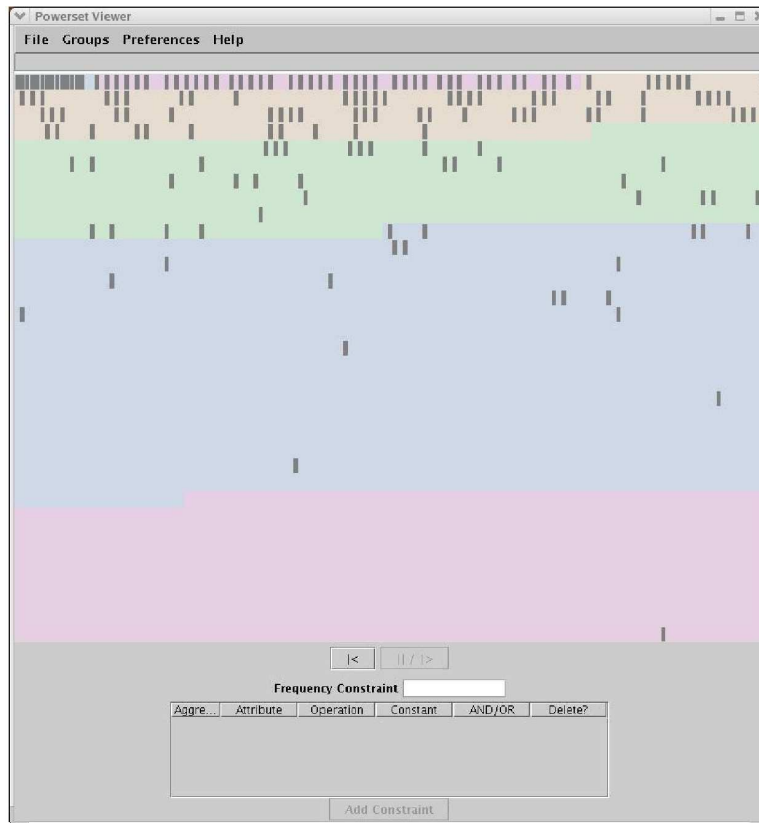 Powerset Viewer
File Groups Preferences Help
|< || / |>
Frequency Constraint
Aggre... Attribute Operation Constant AND/OR Delete?
Add Constraint